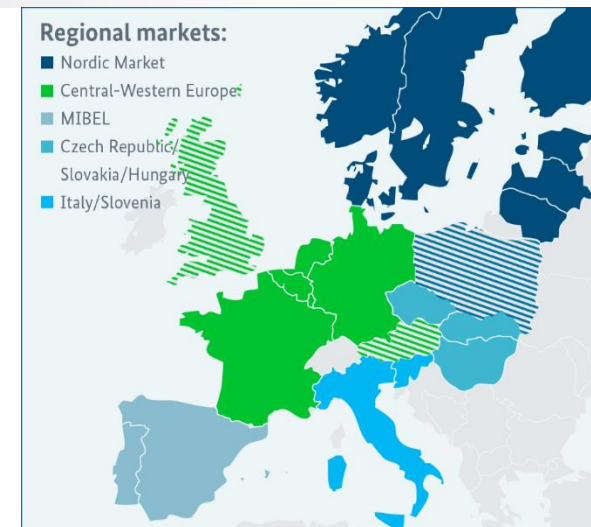 Regional markets:
Nordic Market
Central-Western Europe
MIBEL
Czech Republic/
Slovakia/Hungary
Italy/Slovenia